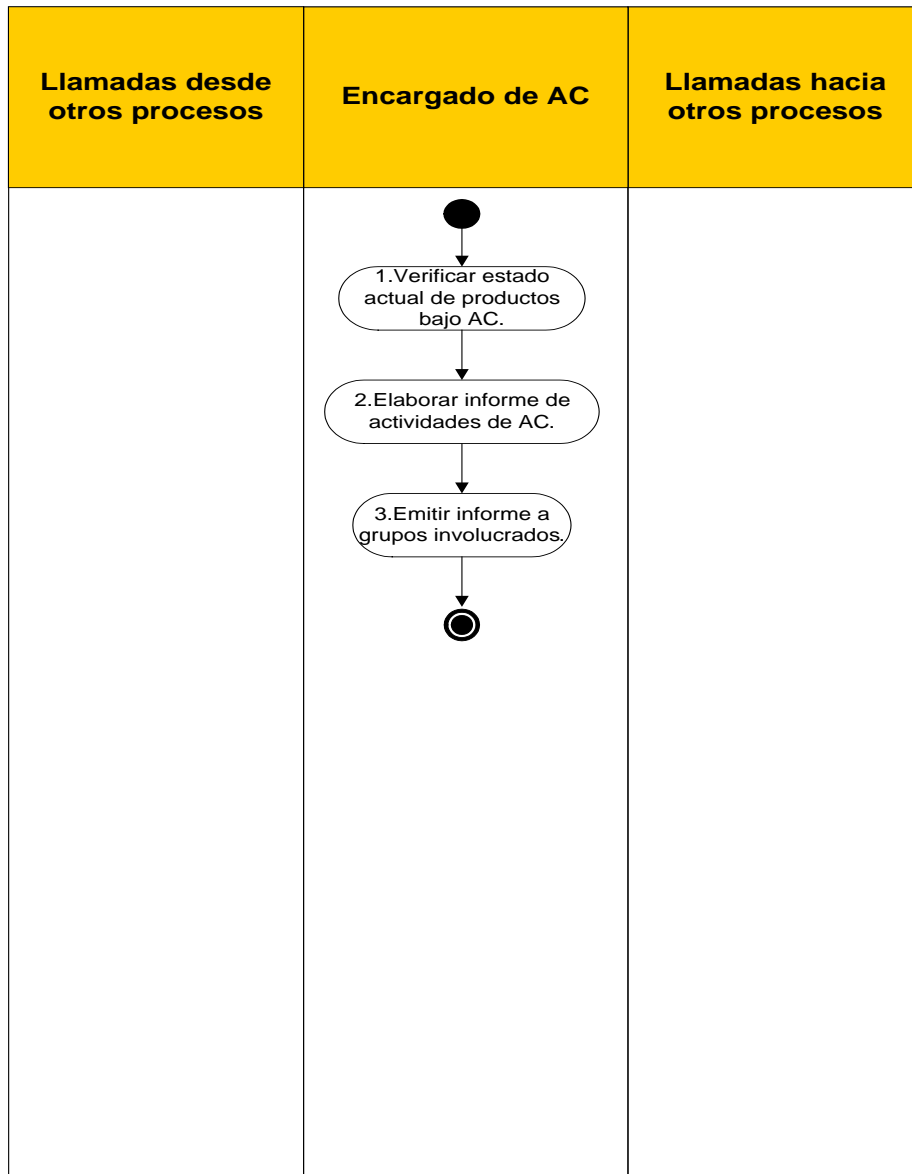 Llamadas desde
otros procesos
Encargado de AC
Llamadas hacia
otros procesos
1.Verificar estado
actual de productos
bajo AC.
2.Elaborar informe de
actividades de AC.
3.Emitir informe a
grupos involucrados.